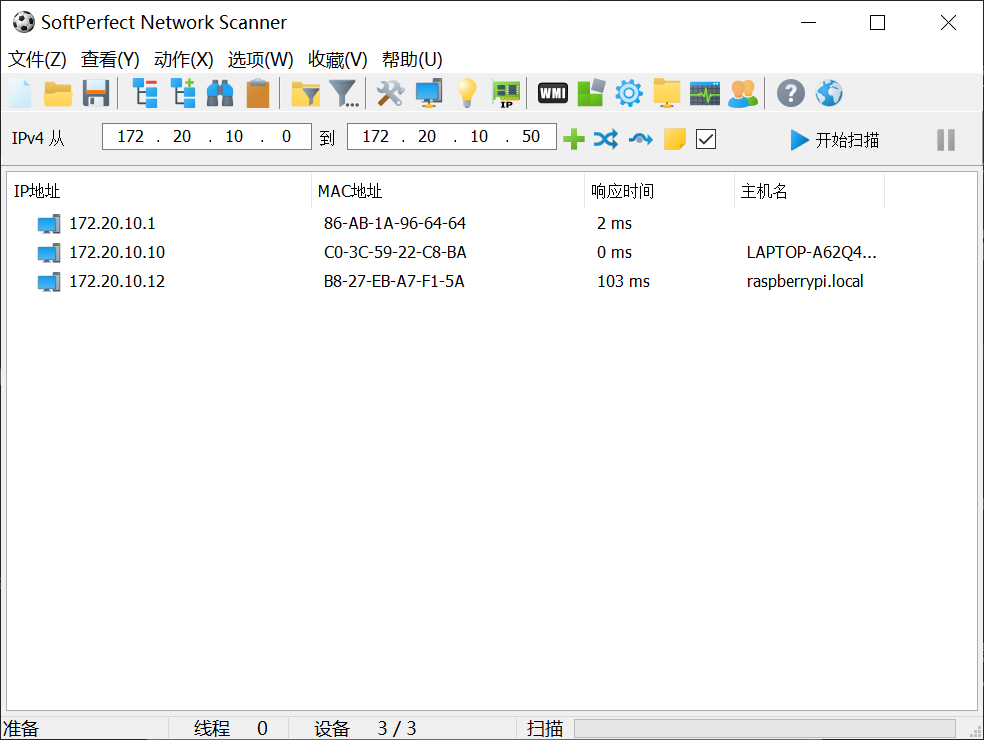 SoftPerfect Network Scanner
文件(Z) 查看(Y) 动作(X) 选项(W) 收藏(V) 帮助(U)
IP WMI ?
IPv4 从 172 . 20 . 10 . 0 到 172 . 20 . 10 . 50 开始扫描
IP地址 MAC地址 响应时间 主机名
172.20.10.1 86-AB-1A-96-64-64 2 ms
172.20.10.10 C0-3C-59-22-C8-BA 0 ms LAPTOP-A62Q4...
172.20.10.12 B8-27-EB-A7-F1-5A 103 ms raspberrypi.local
准备 线程 0 设备 3 / 3 扫描